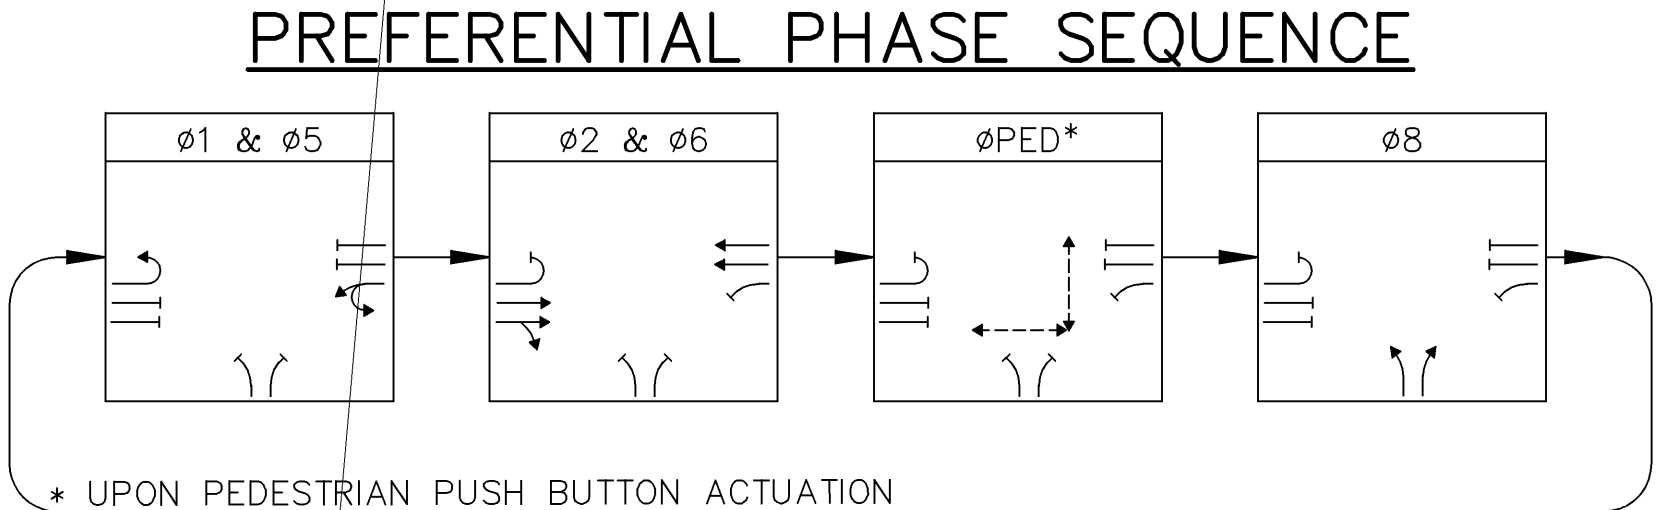 PREFERENTIAL PHASE SEQUENCE
ø1 & ø5
ø2 & ø6
øPED*
ø8
* UPON PEDESTRIAN PUSH BUTTON ACTUATION